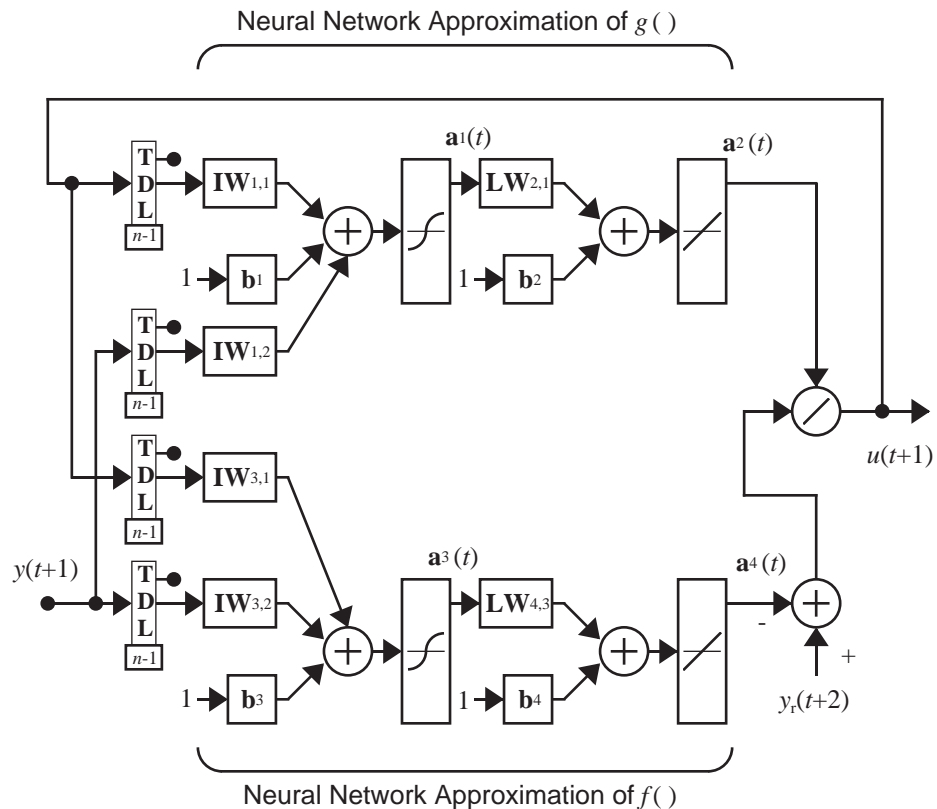 Neural Network Approximation of g ( )
a1(t)
a2 (t)
T
D
L
n-1
IW1,1
LW2,1
1
b1
1
b2
T
D
L
n-1
IW1,2
T
D
L
n-1
IW3,1
u(t+1)
y(t+1)
T
D
L
n-1
IW3,2
a3 (t)
LW4,3
a4 (t)
-
+
1
b3
1
b4
yr(t+2)
Neural Network Approximation of f ( )